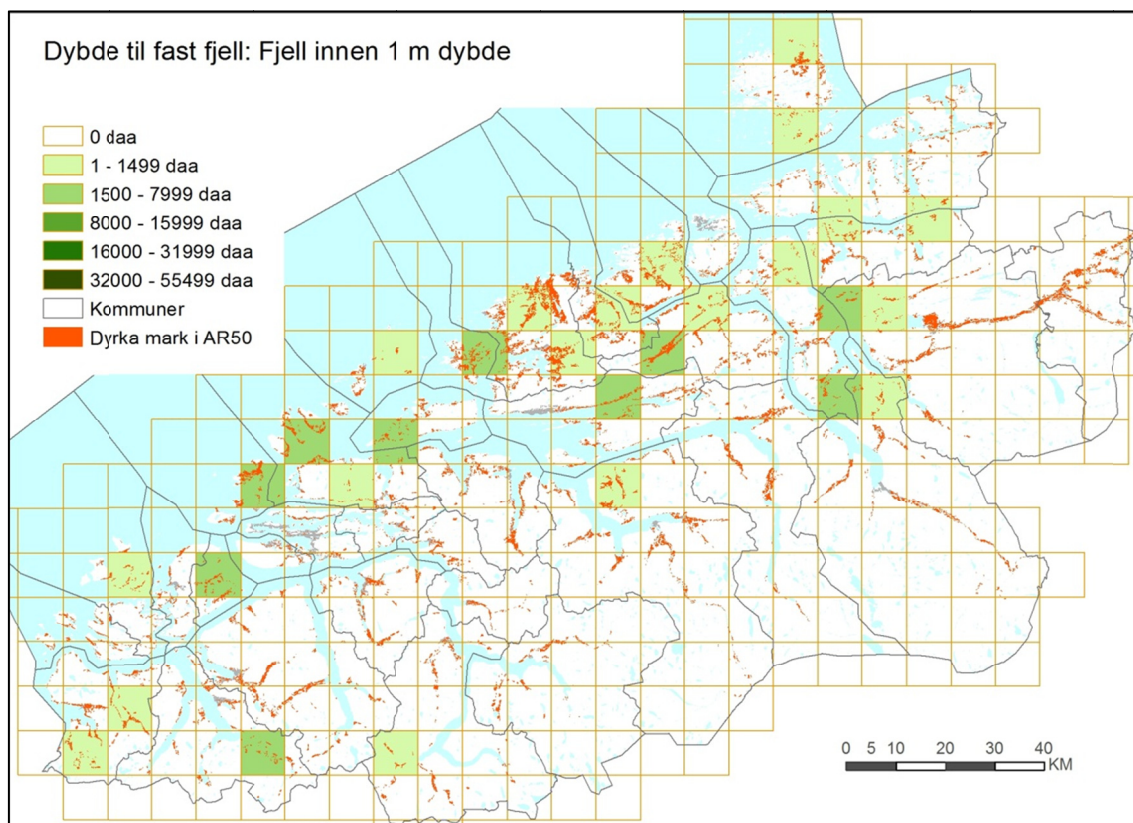 Dybde til fast fjell: Fjell innen 1 m dybde
0 daa
1 - 1499 daa
1500 - 7999 daa
8000 - 15999 daa
16000 - 31999 daa
32000 - 55499 daa
Kommuner
Dyrka mark i AR50
0 5 10 20 30 40
KM